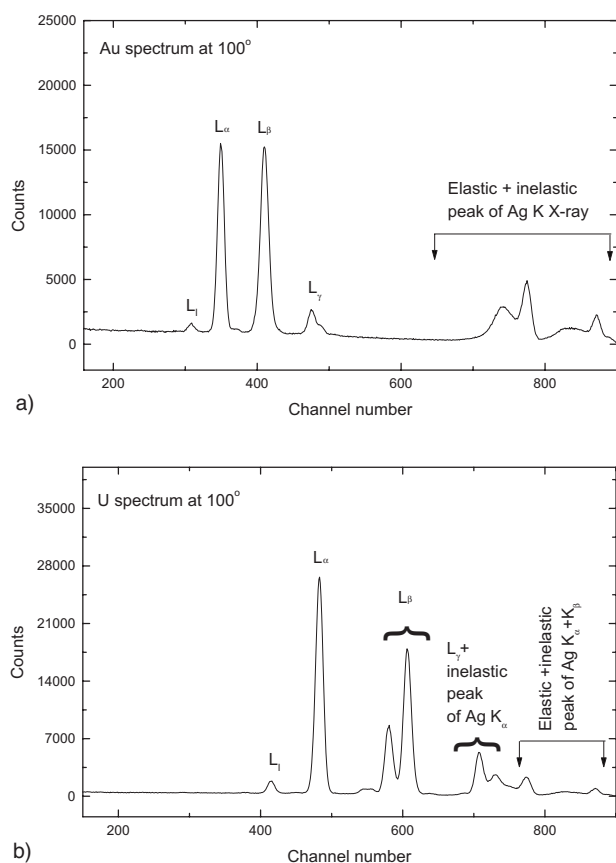 25000
20000
15000
10000
5000
0
Counts
Au spectrum at 100°
Lα
Lβ
Ll
Lγ
Elastic + inelastic
peak of Ag K X-ray
200
400
600
800
Channel number
a)
35000
28000
21000
14000
7000
0
Counts
U spectrum at 100°
Lα
Lβ
Ll
Lγ+
inelastic
peak
of Ag Kα
Elastic +inelastic
peak of Ag Kα+Kβ
200
400
600
800
Channel number
b)